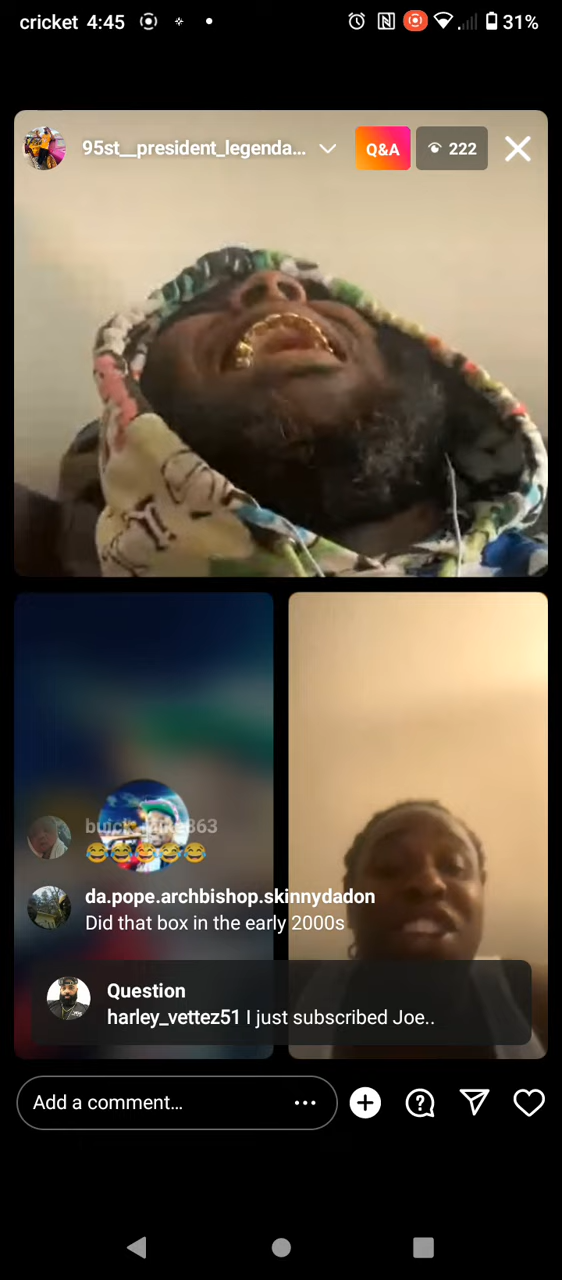 cricket 4:45 31%
95st__president_legenda... Q&A 222
😂😂😂😂😂
da.pope.archbishop.skinnydadon
Did that box in the early 2000s
Question
harley_vettez51 I just subscribed Joe..
Add a comment...